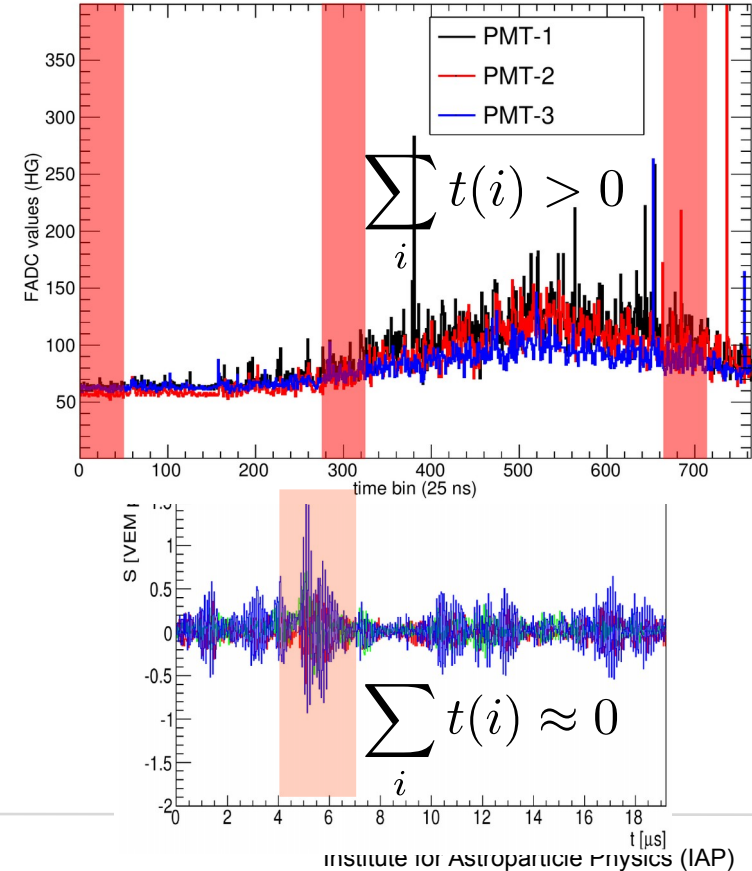 PMT-1
PMT-2
PMT-3
FADC values (HG)
350
300
250
200
150
100
50
∑ t(i) > 0
i
0 100 200 300 400 500 600 700
time bin (25 ns)
S [VEM
1.5
1
0.5
0
-0.5
-1
-1.5
-2
∑ t(i) ≈ 0
i
0 2 4 6 8 10 12 14 16 18
t [μs]
Institute for Astroparticle Physics (IAP)